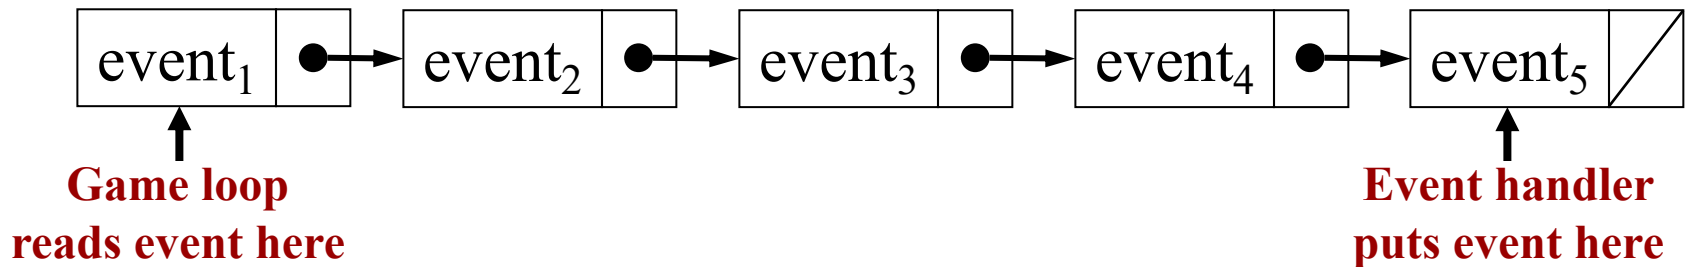 event₁ event₂ event₃ event₄ event₅
Game loop
reads event here
Event handler
puts event here